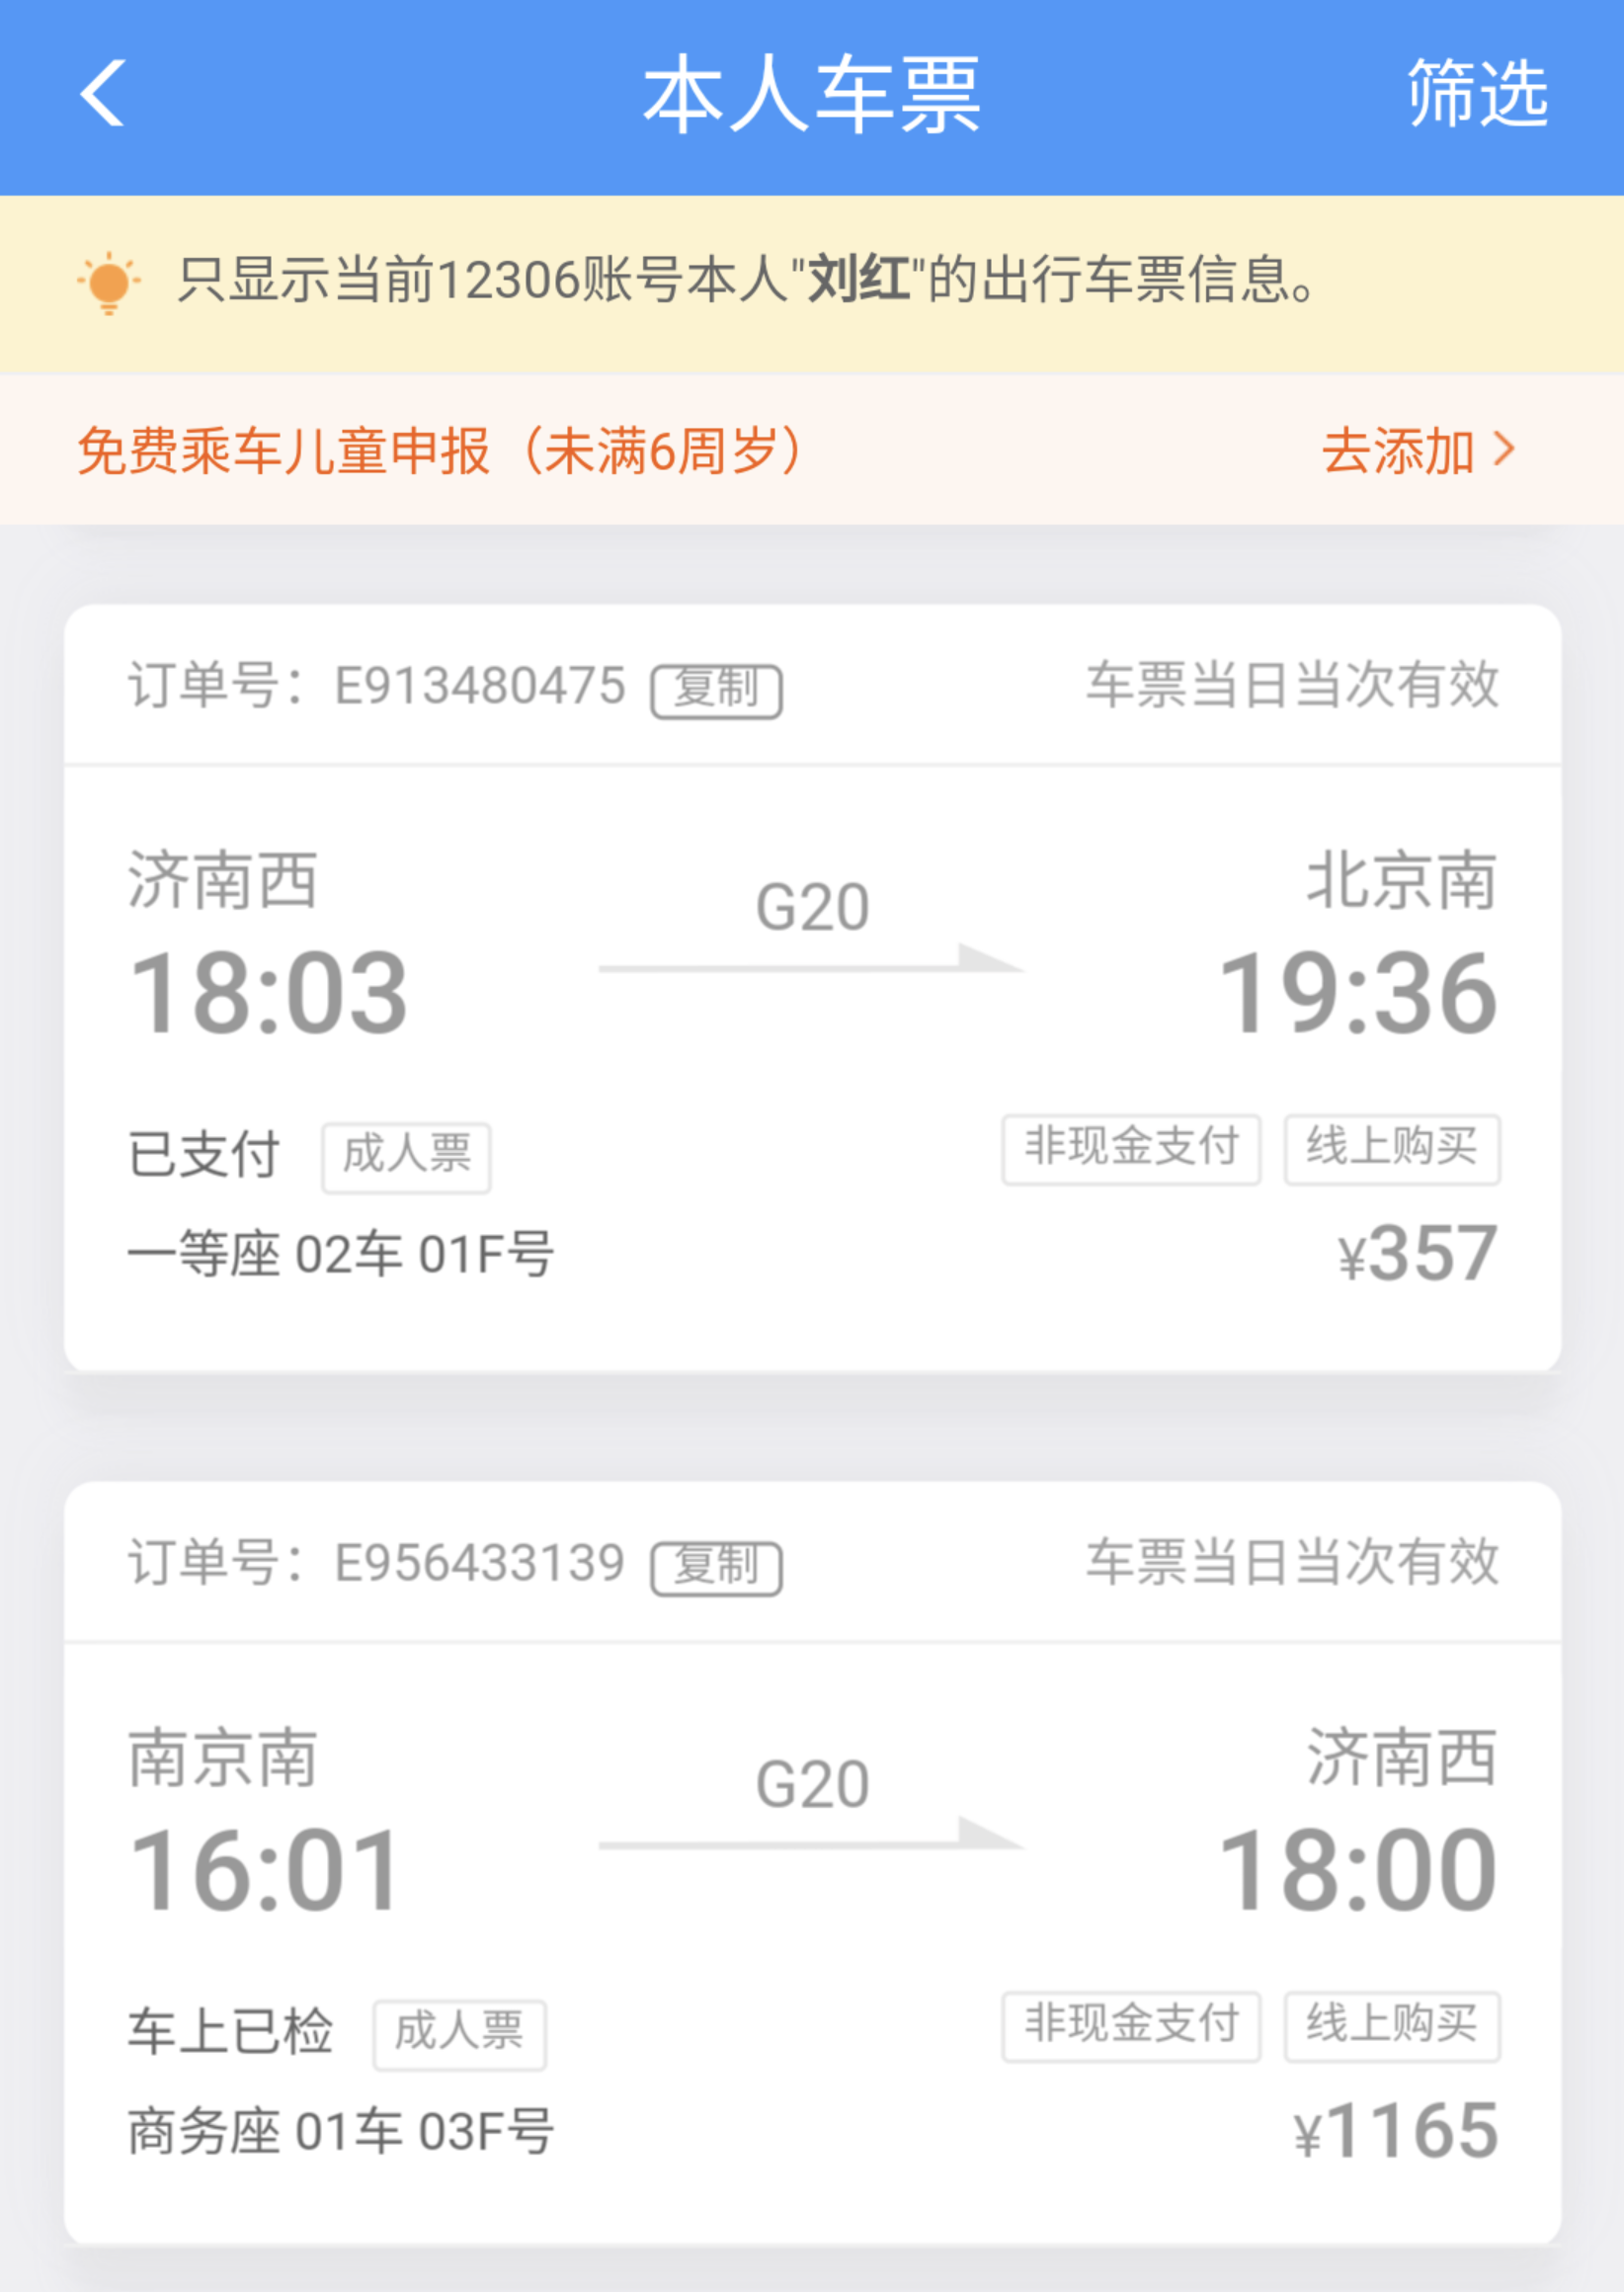 本人车票
筛选
只显示当前12306账号本人"刘红"的出行车票信息。
免费乘车儿童申报（未满6周岁）
去添加
订单号：E913480475 复制 车票当日当次有效
济南西 G20 北京南
18:03 19:36
已支付 成人票 非现金支付 线上购买
一等座 02车 01F号 ¥357
订单号：E956433139 复制 车票当日当次有效
南京南 G20 济南西
16:01 18:00
车上已检 成人票 非现金支付 线上购买
商务座 01车 03F号 ¥1165